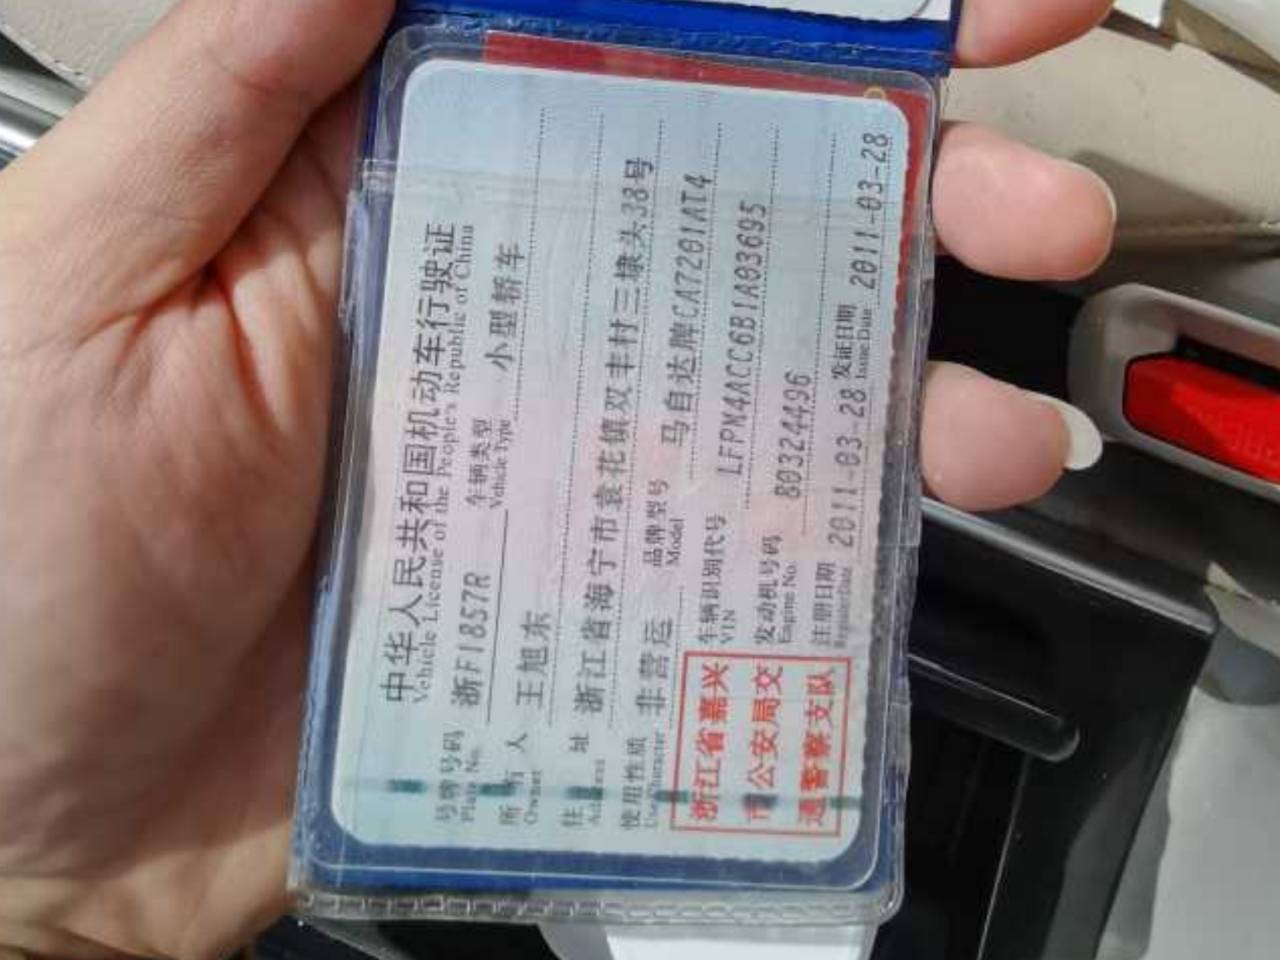 中华人民共和国机动车行驶证
Vehicle License of the People's Republic of China
号牌号码 浙F1857R 车辆类型 小型轿车
Plate No. Vehicle Type
所有人 王旭东
Owner
住址 浙江省海宁市袁花镇双丰村三埭头38号
Address
使用性质 非营运 品牌型号 马自达牌CA7201AT4
Use Character Model
浙江省嘉兴
市公安局交
通警察支队
车辆识别代号 LFPM4ACC6B1A03695
VIN
发动机号码 80324496
Engine No.
注册日期 2011-03-28 发证日期 2011-03-28
Register Date Issue Date